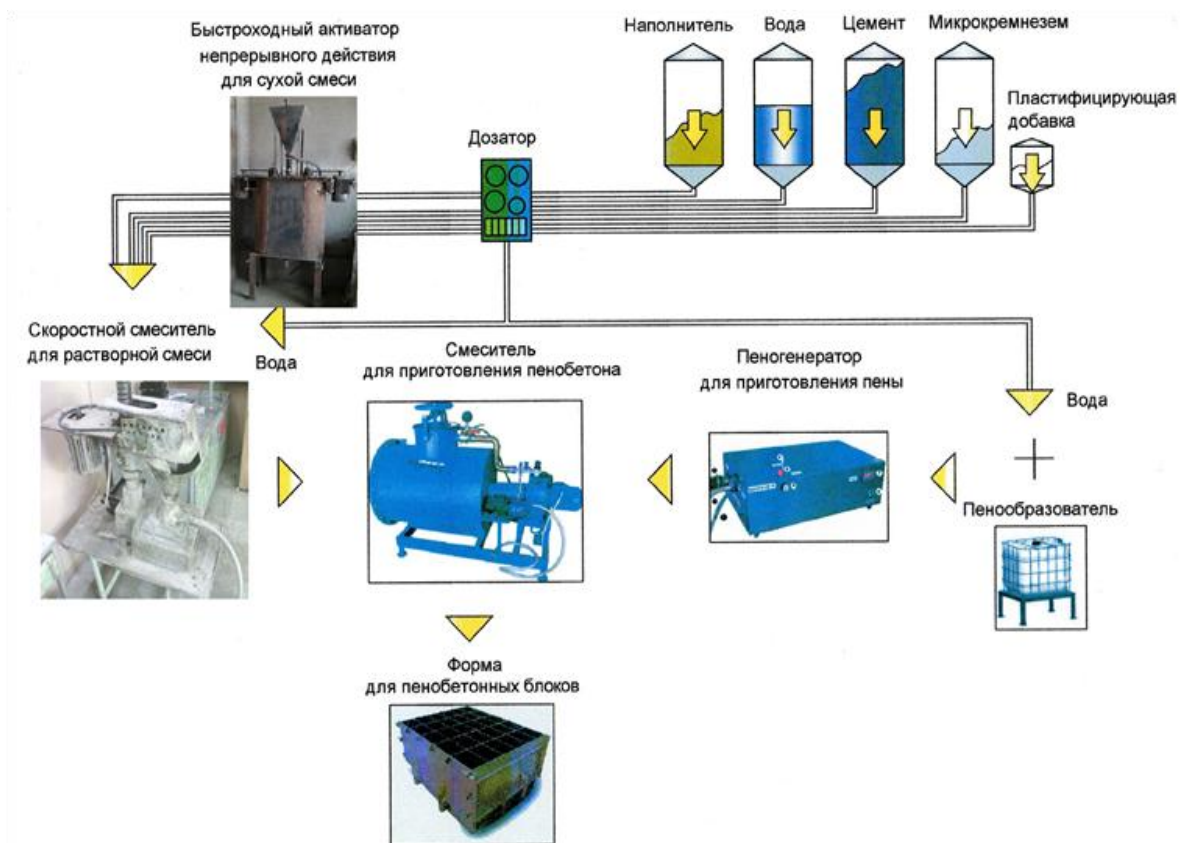 Быстроходный активатор
непрерывного действия
для сухой смеси
Наполнитель
Вода
Цемент
Микрокремнезем
Пластифицирующая
добавка
Дозатор
Скоростной смеситель
для растворной смеси
Вода
Смеситель
для приготовления пенобетона
Пеногенератор
для приготовления пены
Вода
Пенообразователь
Форма
для пенобетонных блоков